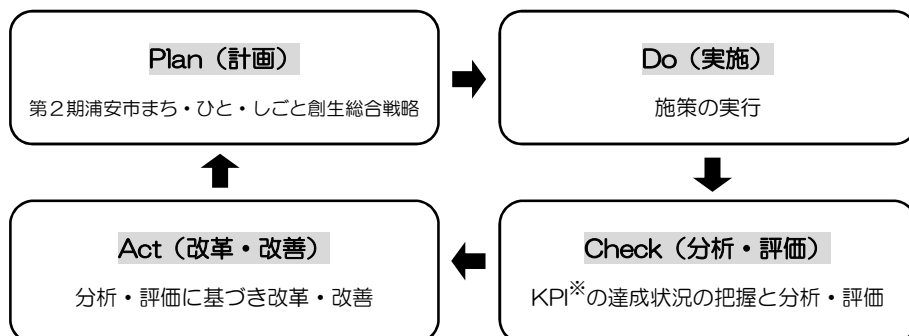 Plan（計画）
第２期浦安市まち・ひと・しごと創生総合戦略
Do（実施）
施策の実行
Act（改革・改善）
分析・評価に基づき改革・改善
Check（分析・評価）
KPI※の達成状況の把握と分析・評価